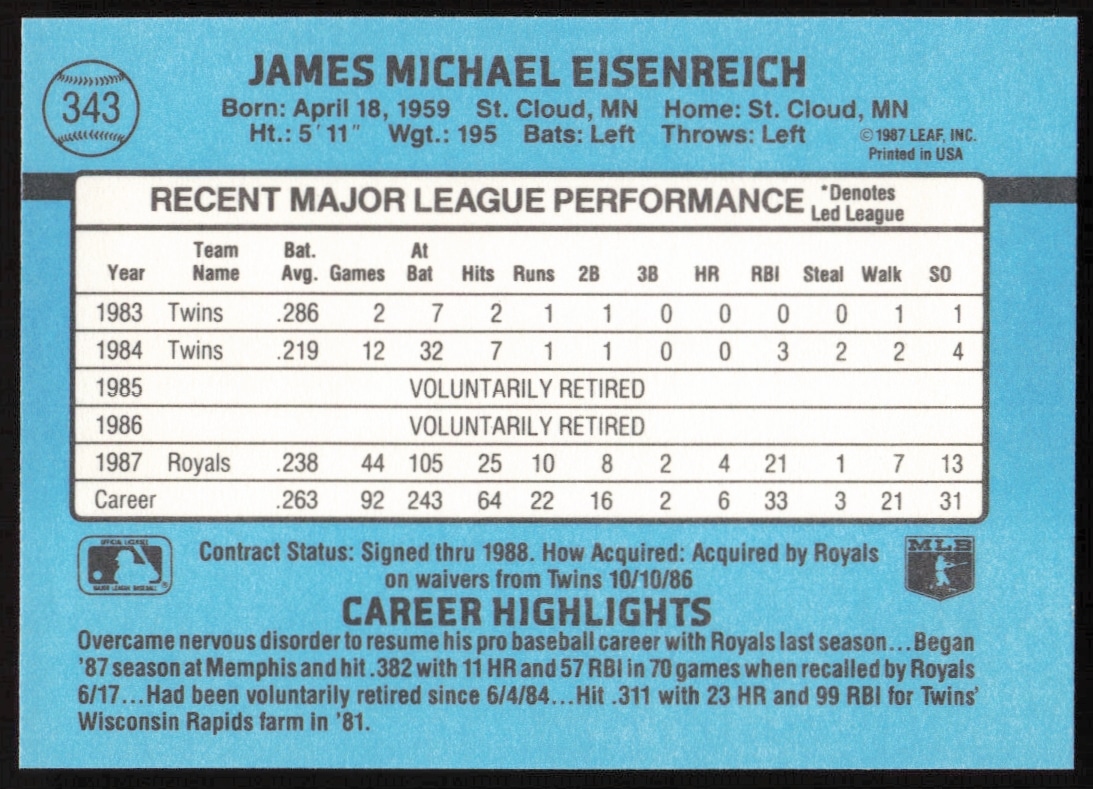 343
JAMES MICHAEL EISENREICH
Born: April 18, 1959 St. Cloud, MN Home: St. Cloud, MN
Ht.: 5' 11" Wgt.: 195 Bats: Left Throws: Left
© 1987 LEAF, INC.
Printed in USA
RECENT MAJOR LEAGUE PERFORMANCE *Denotes Led League
Year Team Name Bat. Avg. Games At Bat Hits Runs 2B 3B HR RBI Steal Walk SO
1983 Twins .286 2 7 2 1 1 0 0 0 0 1 1
1984 Twins .219 12 32 7 1 1 0 0 3 2 2 4
1985 VOLUNTARILY RETIRED
1986 VOLUNTARILY RETIRED
1987 Royals .238 44 105 25 10 8 2 4 21 1 7 13
Career .263 92 243 64 22 16 2 6 33 3 21 31
MAJOR LEAGUE BASEBALL
MLB
Contract Status: Signed thru 1988. How Acquired: Acquired by Royals
on waivers from Twins 10/10/86
CAREER HIGHLIGHTS
Overcame nervous disorder to resume his pro baseball career with Royals last season...Began
'87 season at Memphis and hit .382 with 11 HR and 57 RBI in 70 games when recalled by Royals
6/17...Had been voluntarily retired since 6/4/84...Hit .311 with 23 HR and 99 RBI for Twins'
Wisconsin Rapids farm in '81.